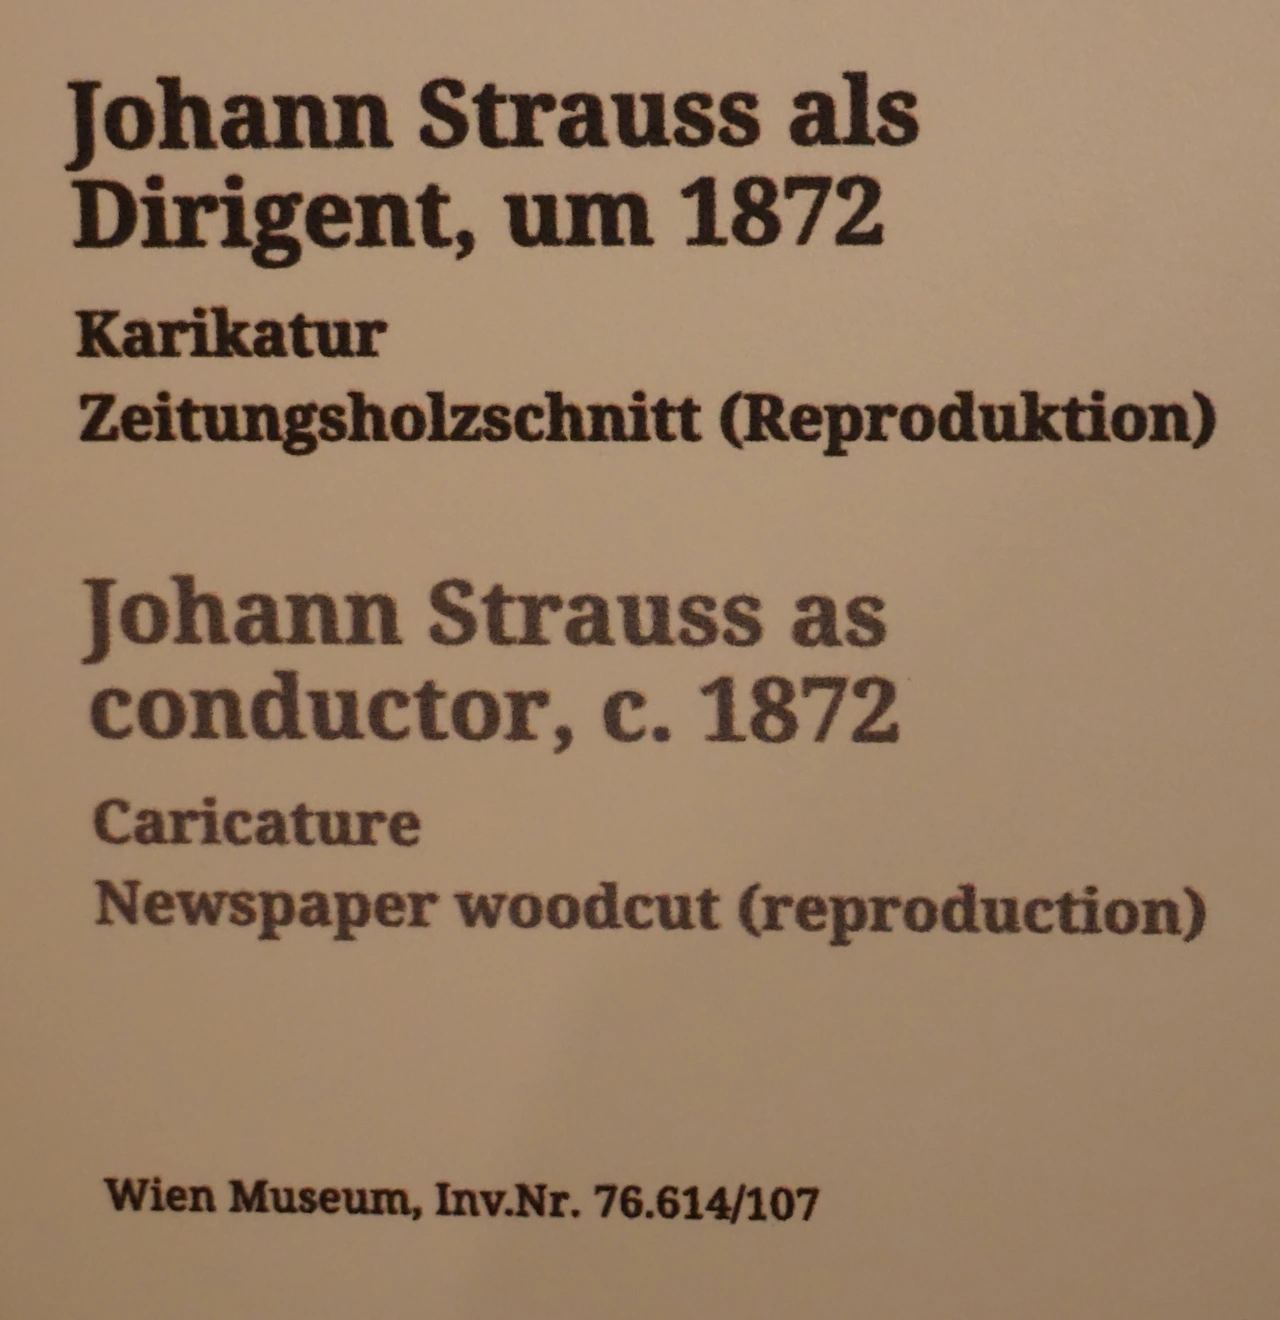 Johann Strauss als
Dirigent, um 1872
Karikatur
Zeitungsholzschnitt (Reproduktion)
Johann Strauss as
conductor, c. 1872
Caricature
Newspaper woodcut (reproduction)
Wien Museum, Inv.Nr. 76.614/107